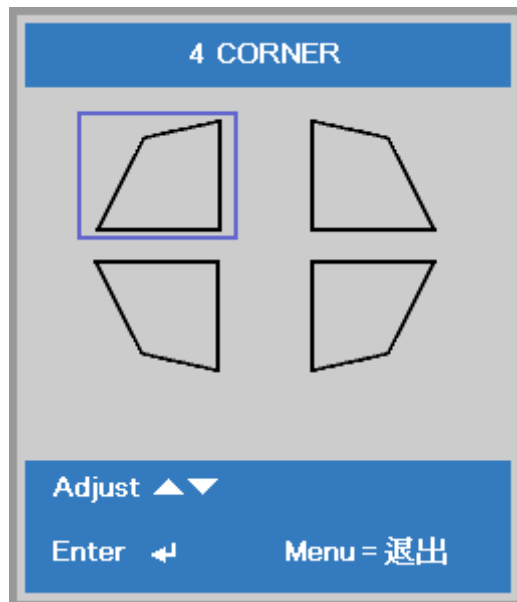 4 CORNER
Adjust ▲▼
Enter ↵
Menu = 退出